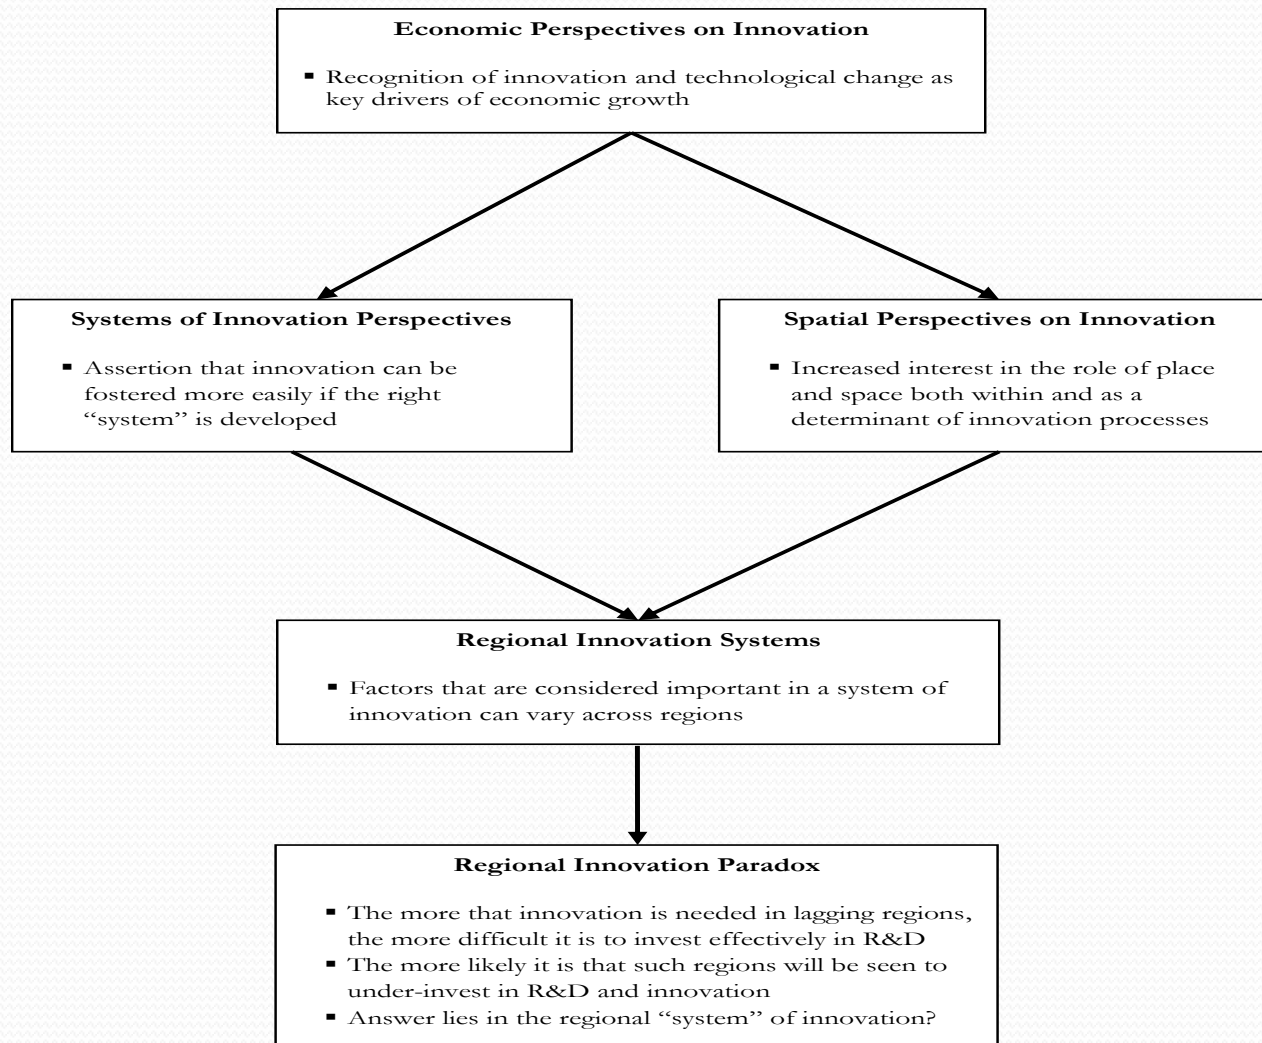 Economic Perspectives on Innovation
▪ Recognition of innovation and technological change as
key drivers of economic growth
Systems of Innovation Perspectives
▪ Assertion that innovation can be
fostered more easily if the right
“system” is developed
Spatial Perspectives on Innovation
▪ Increased interest in the role of place
and space both within and as a
determinant of innovation processes
Regional Innovation Systems
▪ Factors that are considered important in a system of
innovation can vary across regions
Regional Innovation Paradox
▪ The more that innovation is needed in lagging regions,
the more difficult it is to invest effectively in R&D
▪ The more likely it is that such regions will be seen to
under-invest in R&D and innovation
▪ Answer lies in the regional “system” of innovation?